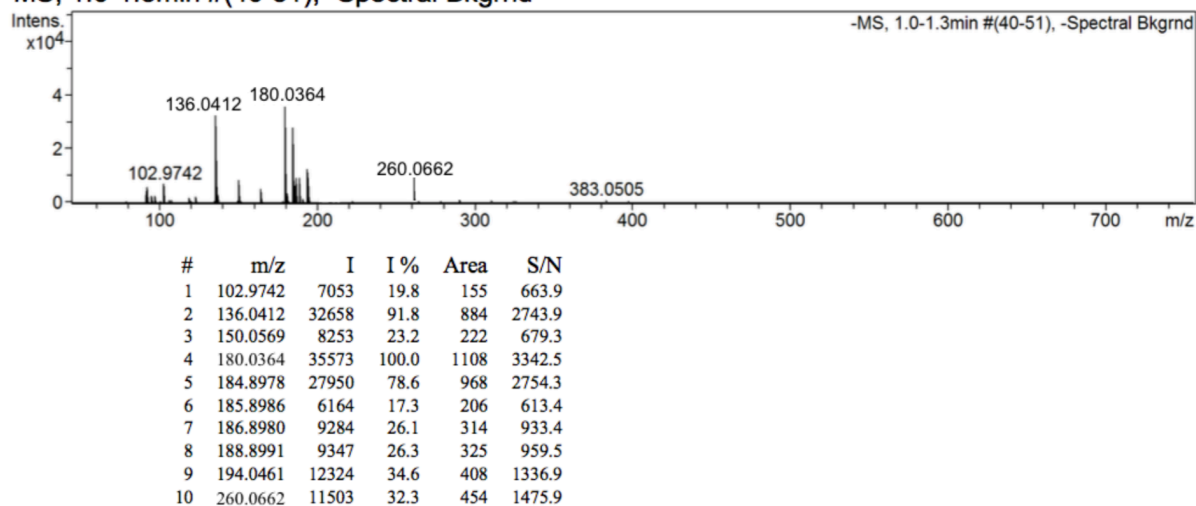 Intens.
x10⁴
-MS, 1.0-1.3min #(40-51), -Spectral Bkgrnd
4
2
0
136.0412
180.0364
102.9742
260.0662
383.0505
100 200 300 400 500 600 700 m/z
# m/z I I % Area S/N
1 102.9742 7053 19.8 155 663.9
2 136.0412 32658 91.8 884 2743.9
3 150.0569 8253 23.2 222 679.3
4 180.0364 35573 100.0 1108 3342.5
5 184.8978 27950 78.6 968 2754.3
6 185.8986 6164 17.3 206 613.4
7 186.8980 9284 26.1 314 933.4
8 188.8991 9347 26.3 325 959.5
9 194.0461 12324 34.6 408 1336.9
10 260.0662 11503 32.3 454 1475.9